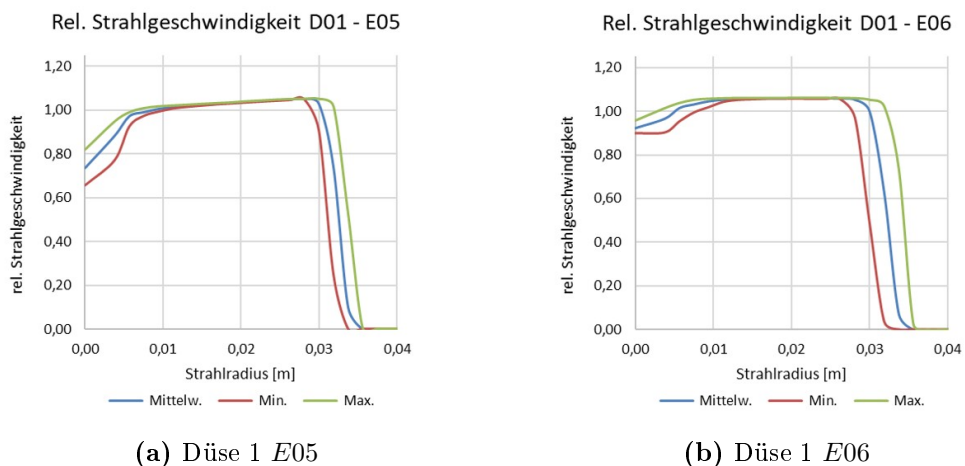 Rel. Strahlgeschwindigkeit D01 - E05
rel. Strahlgeschwindigkeit
1,20
1,00
0,80
0,60
0,40
0,20
0,00
0,00 0,01 0,02 0,03 0,04
Strahlradius [m]
Mittelw. Min. Max.
(a) Düse 1 E05
Rel. Strahlgeschwindigkeit D01 - E06
rel. Strahlgeschwindigkeit
1,20
1,00
0,80
0,60
0,40
0,20
0,00
0,00 0,01 0,02 0,03 0,04
Strahlradius [m]
Mittelw. Min. Max.
(b) Düse 1 E06